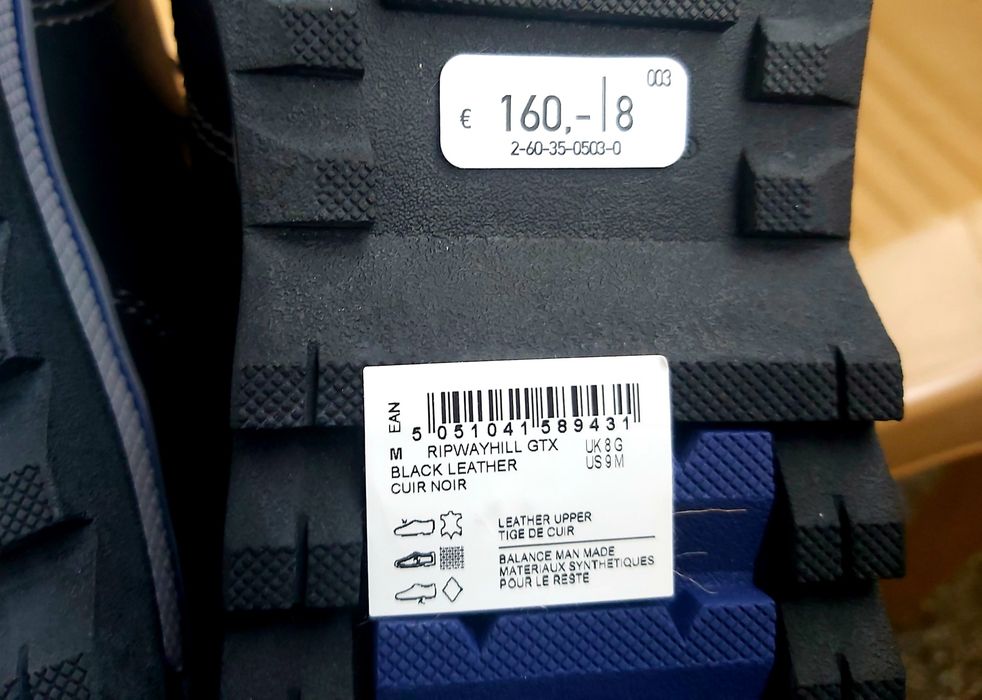 003
€ 160,-|8
2-60-35-0503-0
EAN
5 051041 589431
M RIPWAYHILL GTX UK 8 G
BLACK LEATHER US 9 M
CUIR NOIR
LEATHER UPPER
TIGE DE CUIR
BALANCE MAN MADE
MATERIAUX SYNTHETIQUES
POUR LE RESTE